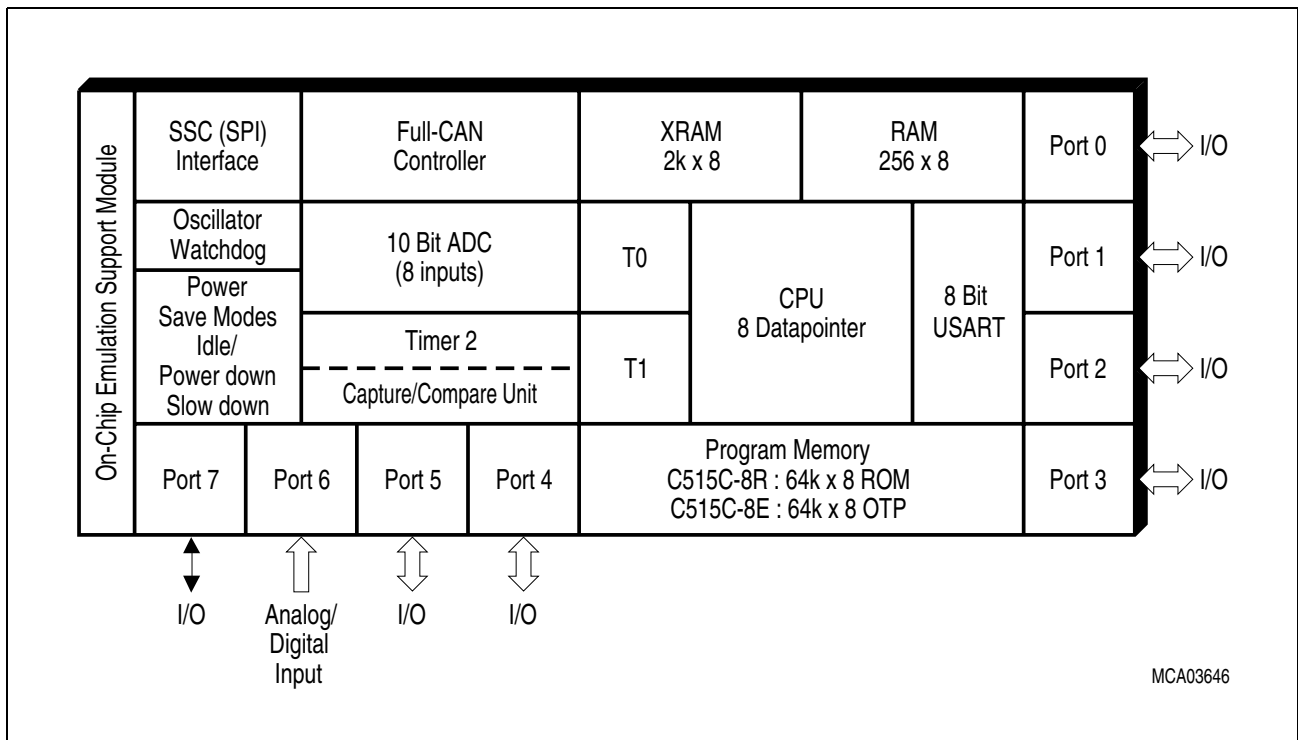 On-Chip Emulation Support Module
SSC (SPI)
Interface
Full-CAN
Controller
XRAM
2k x 8
RAM
256 x 8
Port 0
I/O
Oscillator
Watchdog
10 Bit ADC
(8 inputs)
T0
CPU
8 Datapointer
8 Bit
USART
Port 1
I/O
Power
Save Modes
Idle/
Power down
Slow down
Timer 2
Capture/Compare Unit
T1
Port 2
I/O
Port 7
Port 6
Port 5
Port 4
Program Memory
C515C-8R : 64k x 8 ROM
C515C-8E : 64k x 8 OTP
Port 3
I/O
I/O
Analog/
Digital
Input
I/O
I/O
MCA03646